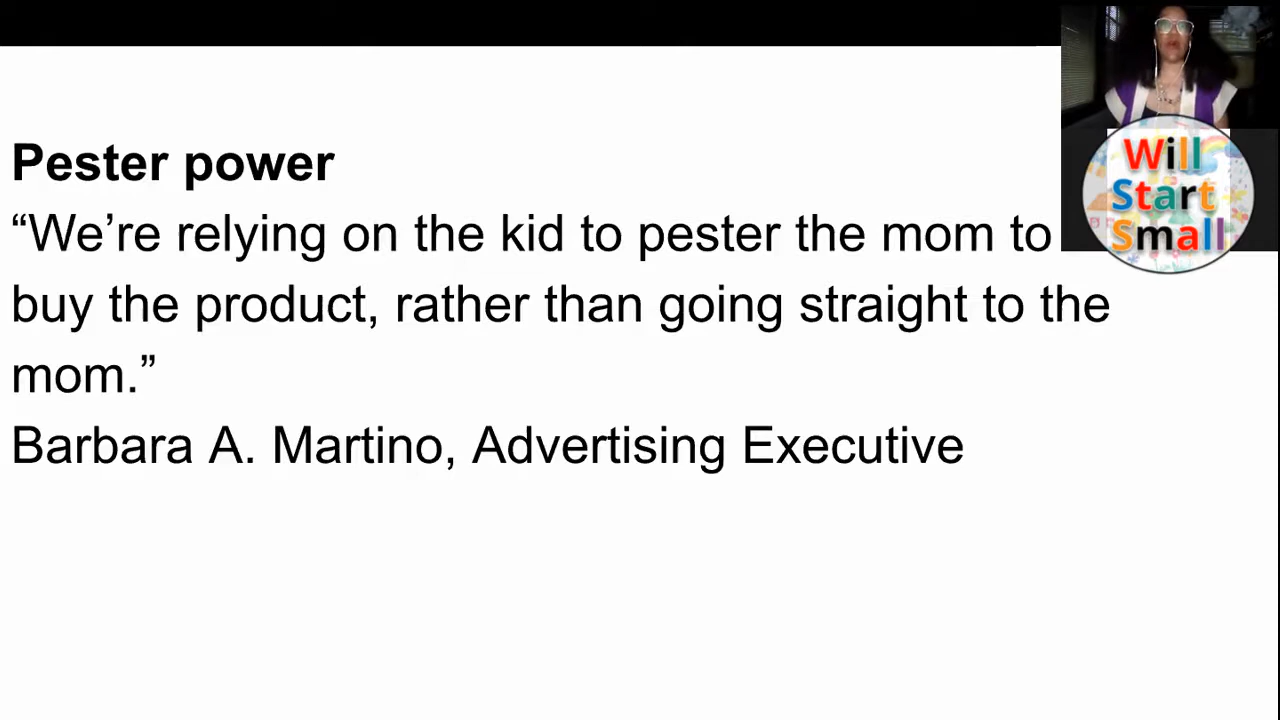 Pester power
“We’re relying on the kid to pester the mom to
buy the product, rather than going straight to the
mom.”
Barbara A. Martino, Advertising Executive
Will
Start
Small